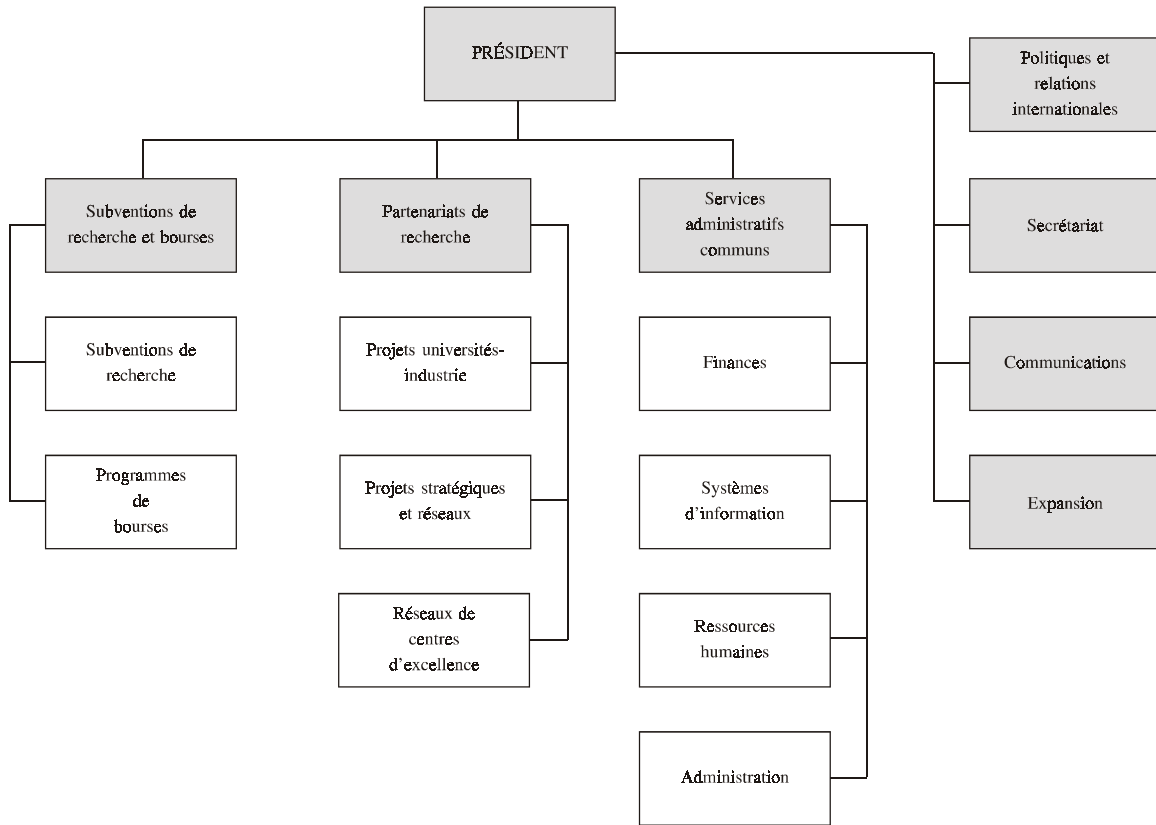 PRÉSIDENT
Politiques et
relations
internationales
Subventions de
recherche et bourses
Partenariats de
recherche
Services
administratifs
communs
Secrétariat
Subventions de
recherche
Projets universités-
industrie
Finances
Communications
Programmes
de
bourses
Projets stratégiques
et réseaux
Systèmes
d'information
Expansion
Réseaux de
centres
d'excellence
Ressources
humaines
Administration